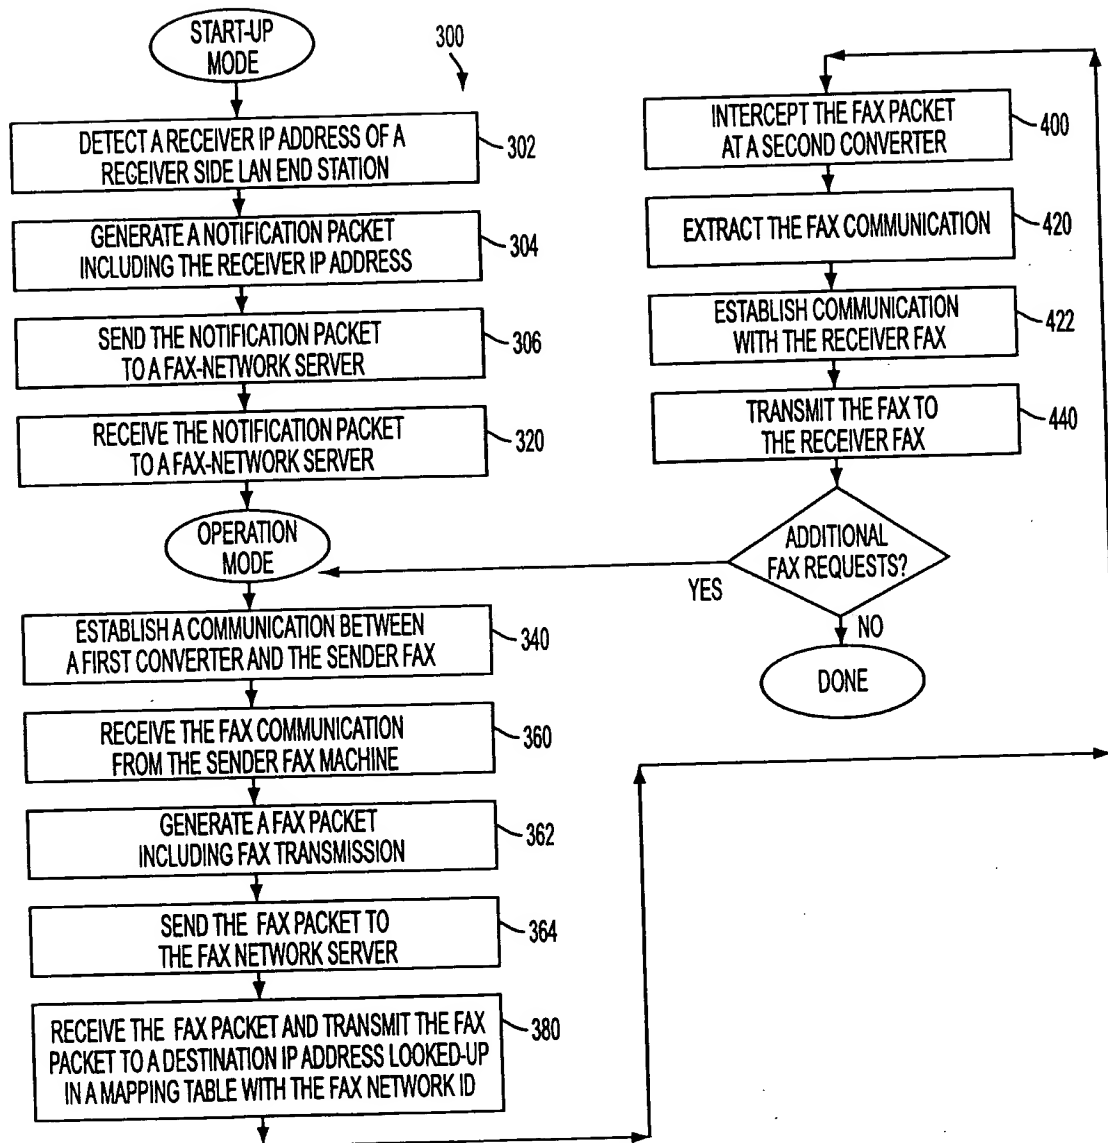 START-UP
MODE
300
DETECT A RECEIVER IP ADDRESS OF A
RECEIVER SIDE LAN END STATION
302
GENERATE A NOTIFICATION PACKET
INCLUDING THE RECEIVER IP ADDRESS
304
SEND THE NOTIFICATION PACKET
TO A FAX-NETWORK SERVER
306
RECEIVE THE NOTIFICATION PACKET
TO A FAX-NETWORK SERVER
320
OPERATION
MODE
ESTABLISH A COMMUNICATION BETWEEN
A FIRST CONVERTER AND THE SENDER FAX
340
RECEIVE THE FAX COMMUNICATION
FROM THE SENDER FAX MACHINE
360
GENERATE A FAX PACKET
INCLUDING FAX TRANSMISSION
362
SEND THE FAX PACKET TO
THE FAX NETWORK SERVER
364
RECEIVE THE FAX PACKET AND TRANSMIT THE FAX
PACKET TO A DESTINATION IP ADDRESS LOOKED-UP
IN A MAPPING TABLE WITH THE FAX NETWORK ID
380
INTERCEPT THE FAX PACKET
AT A SECOND CONVERTER
400
EXTRACT THE FAX COMMUNICATION
420
ESTABLISH COMMUNICATION
WITH THE RECEIVER FAX
422
TRANSMIT THE FAX TO
THE RECEIVER FAX
440
ADDITIONAL
FAX REQUESTS?
YES
NO
DONE